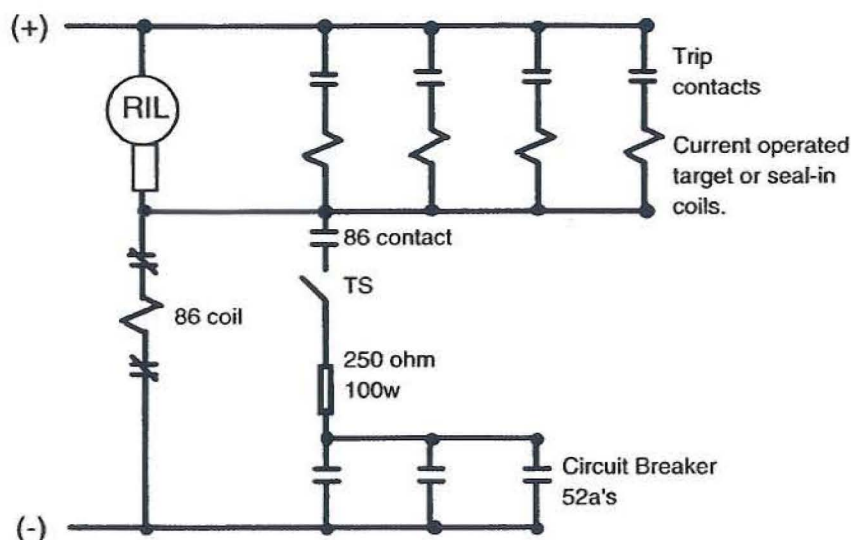 (+)
RIL
Trip
contacts
Current operated
target or seal-in
coils.
86 contact
TS
86 coil
250 ohm
100w
Circuit Breaker
52a's
(-)